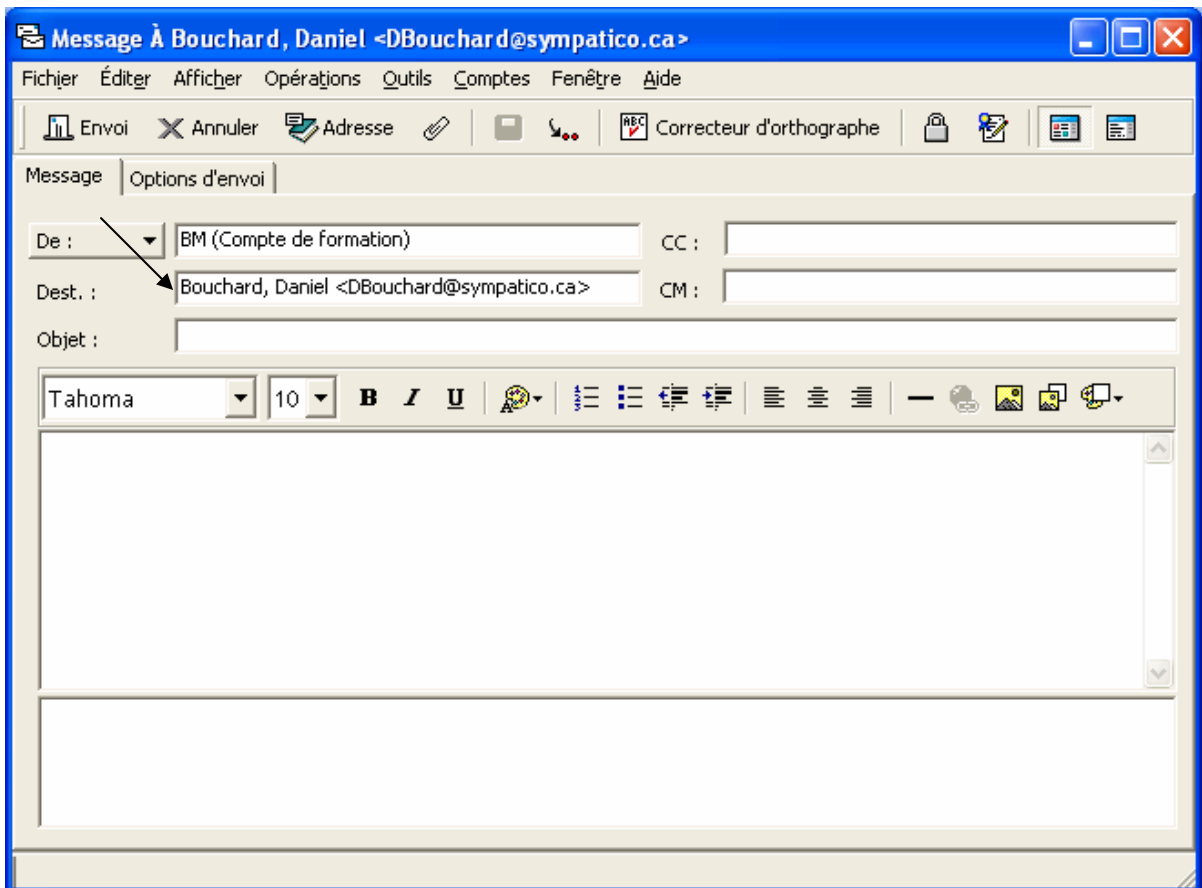 Message À Bouchard, Daniel <DBouchard@sympatico.ca>
Fichier Éditer Afficher Opérations Outils Comptes Fenêtre Aide
Envoi Annuler Adresse ABC Correcteur d'orthographe
Message Options d'envoi
De : BM (Compte de formation) CC :
Dest. : Bouchard, Daniel <DBouchard@sympatico.ca> CM :
Objet :
Tahoma 10 B I U